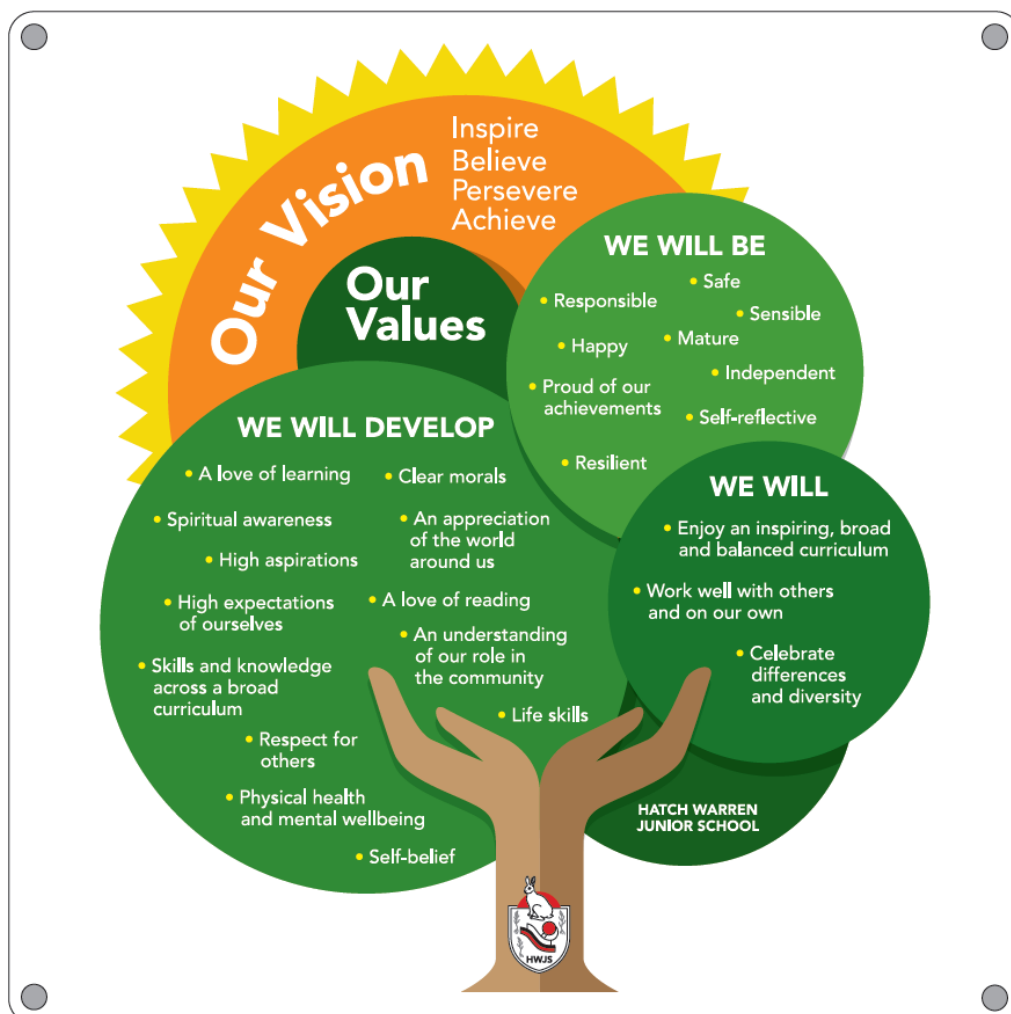 Our Vision
Inspire
Believe
Persevere
Achieve
Our
Values
WE WILL BE
• Safe
• Responsible
• Sensible
• Mature
• Happy
• Independent
• Proud of our
achievements
• Self-reflective
• Resilient
WE WILL DEVELOP
• A love of learning
• Clear morals
• Spiritual awareness
• An appreciation
of the world
around us
• High aspirations
• A love of reading
• High expectations
of ourselves
• An understanding
of our role in
the community
• Skills and knowledge
across a broad
curriculum
• Life skills
• Respect for
others
• Physical health
and mental wellbeing
• Self-belief
WE WILL
• Enjoy an inspiring, broad
and balanced curriculum
• Work well with others
and on our own
• Celebrate
differences
and diversity
HATCH WARREN
JUNIOR SCHOOL
HWJS